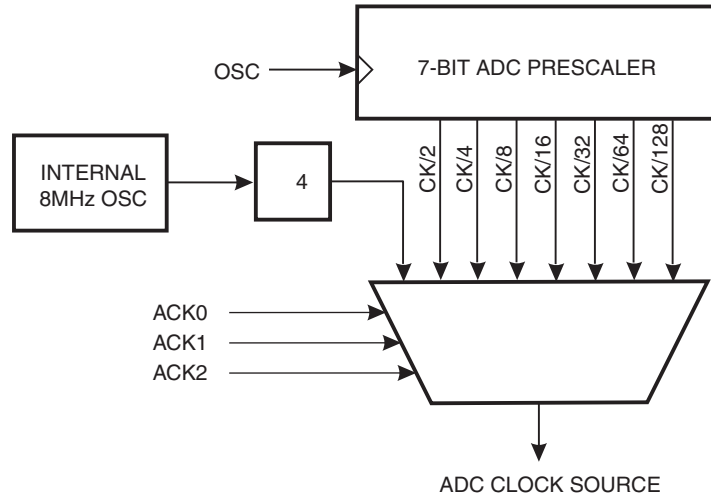 7-BIT ADC PRESCALER
OSC
CK/2
CK/4
CK/8
CK/16
CK/32
CK/64
CK/128
INTERNAL
8MHz OSC
4
ACK0
ACK1
ACK2
ADC CLOCK SOURCE